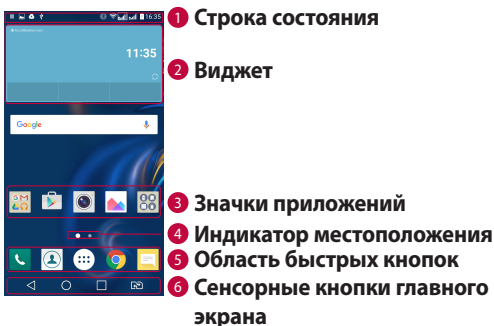 16:35
1 Строка состояния
11:35
2 Виджет
Google
3 Значки приложений
4 Индикатор местоположения
5 Область быстрых кнопок
6 Сенсорные кнопки главного
экрана